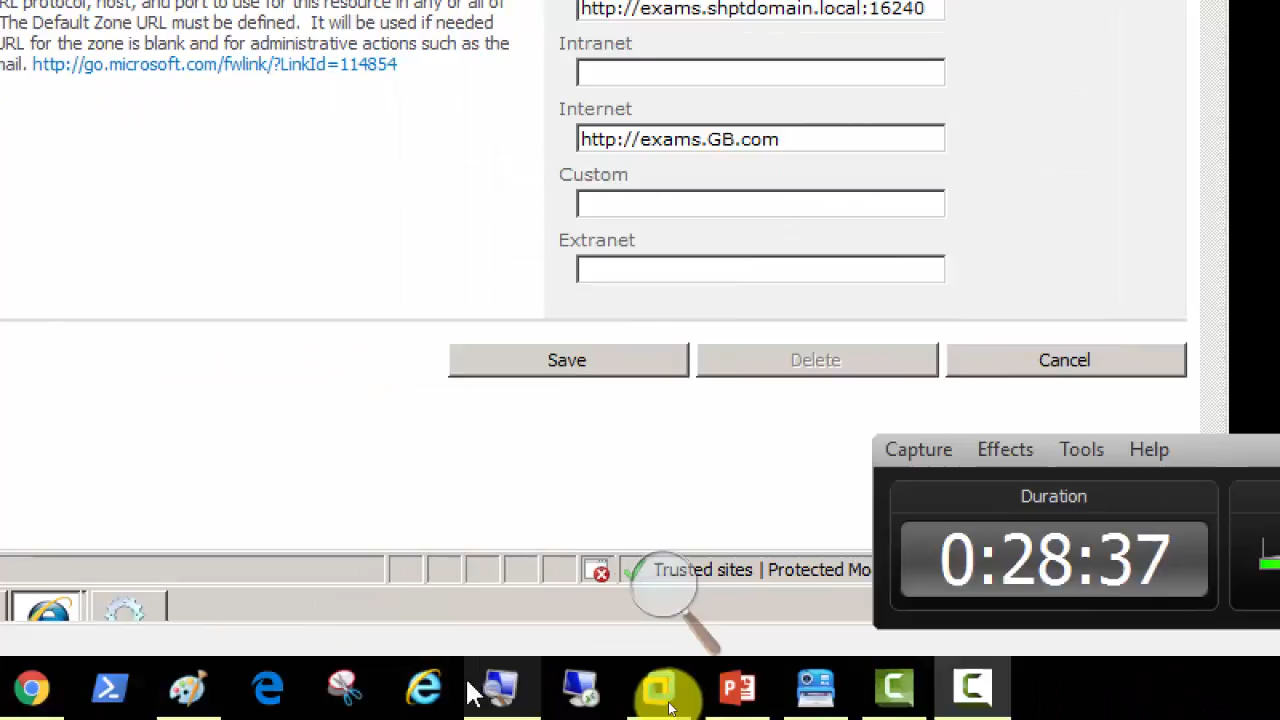 RL protocol, host, and port to use for this resource in any or all of
The Default Zone URL must be defined. It will be used if needed
URL for the zone is blank and for administrative actions such as the
mail. http://go.microsoft.com/fwlink/?LinkId=114854
http://exams.shptdomain.local:16240
Intranet
Internet
http://exams.GB.com
Custom
Extranet
Save Delete Cancel
Capture Effects Tools Help
Duration
0:28:37
Trusted sites | Protected Mo